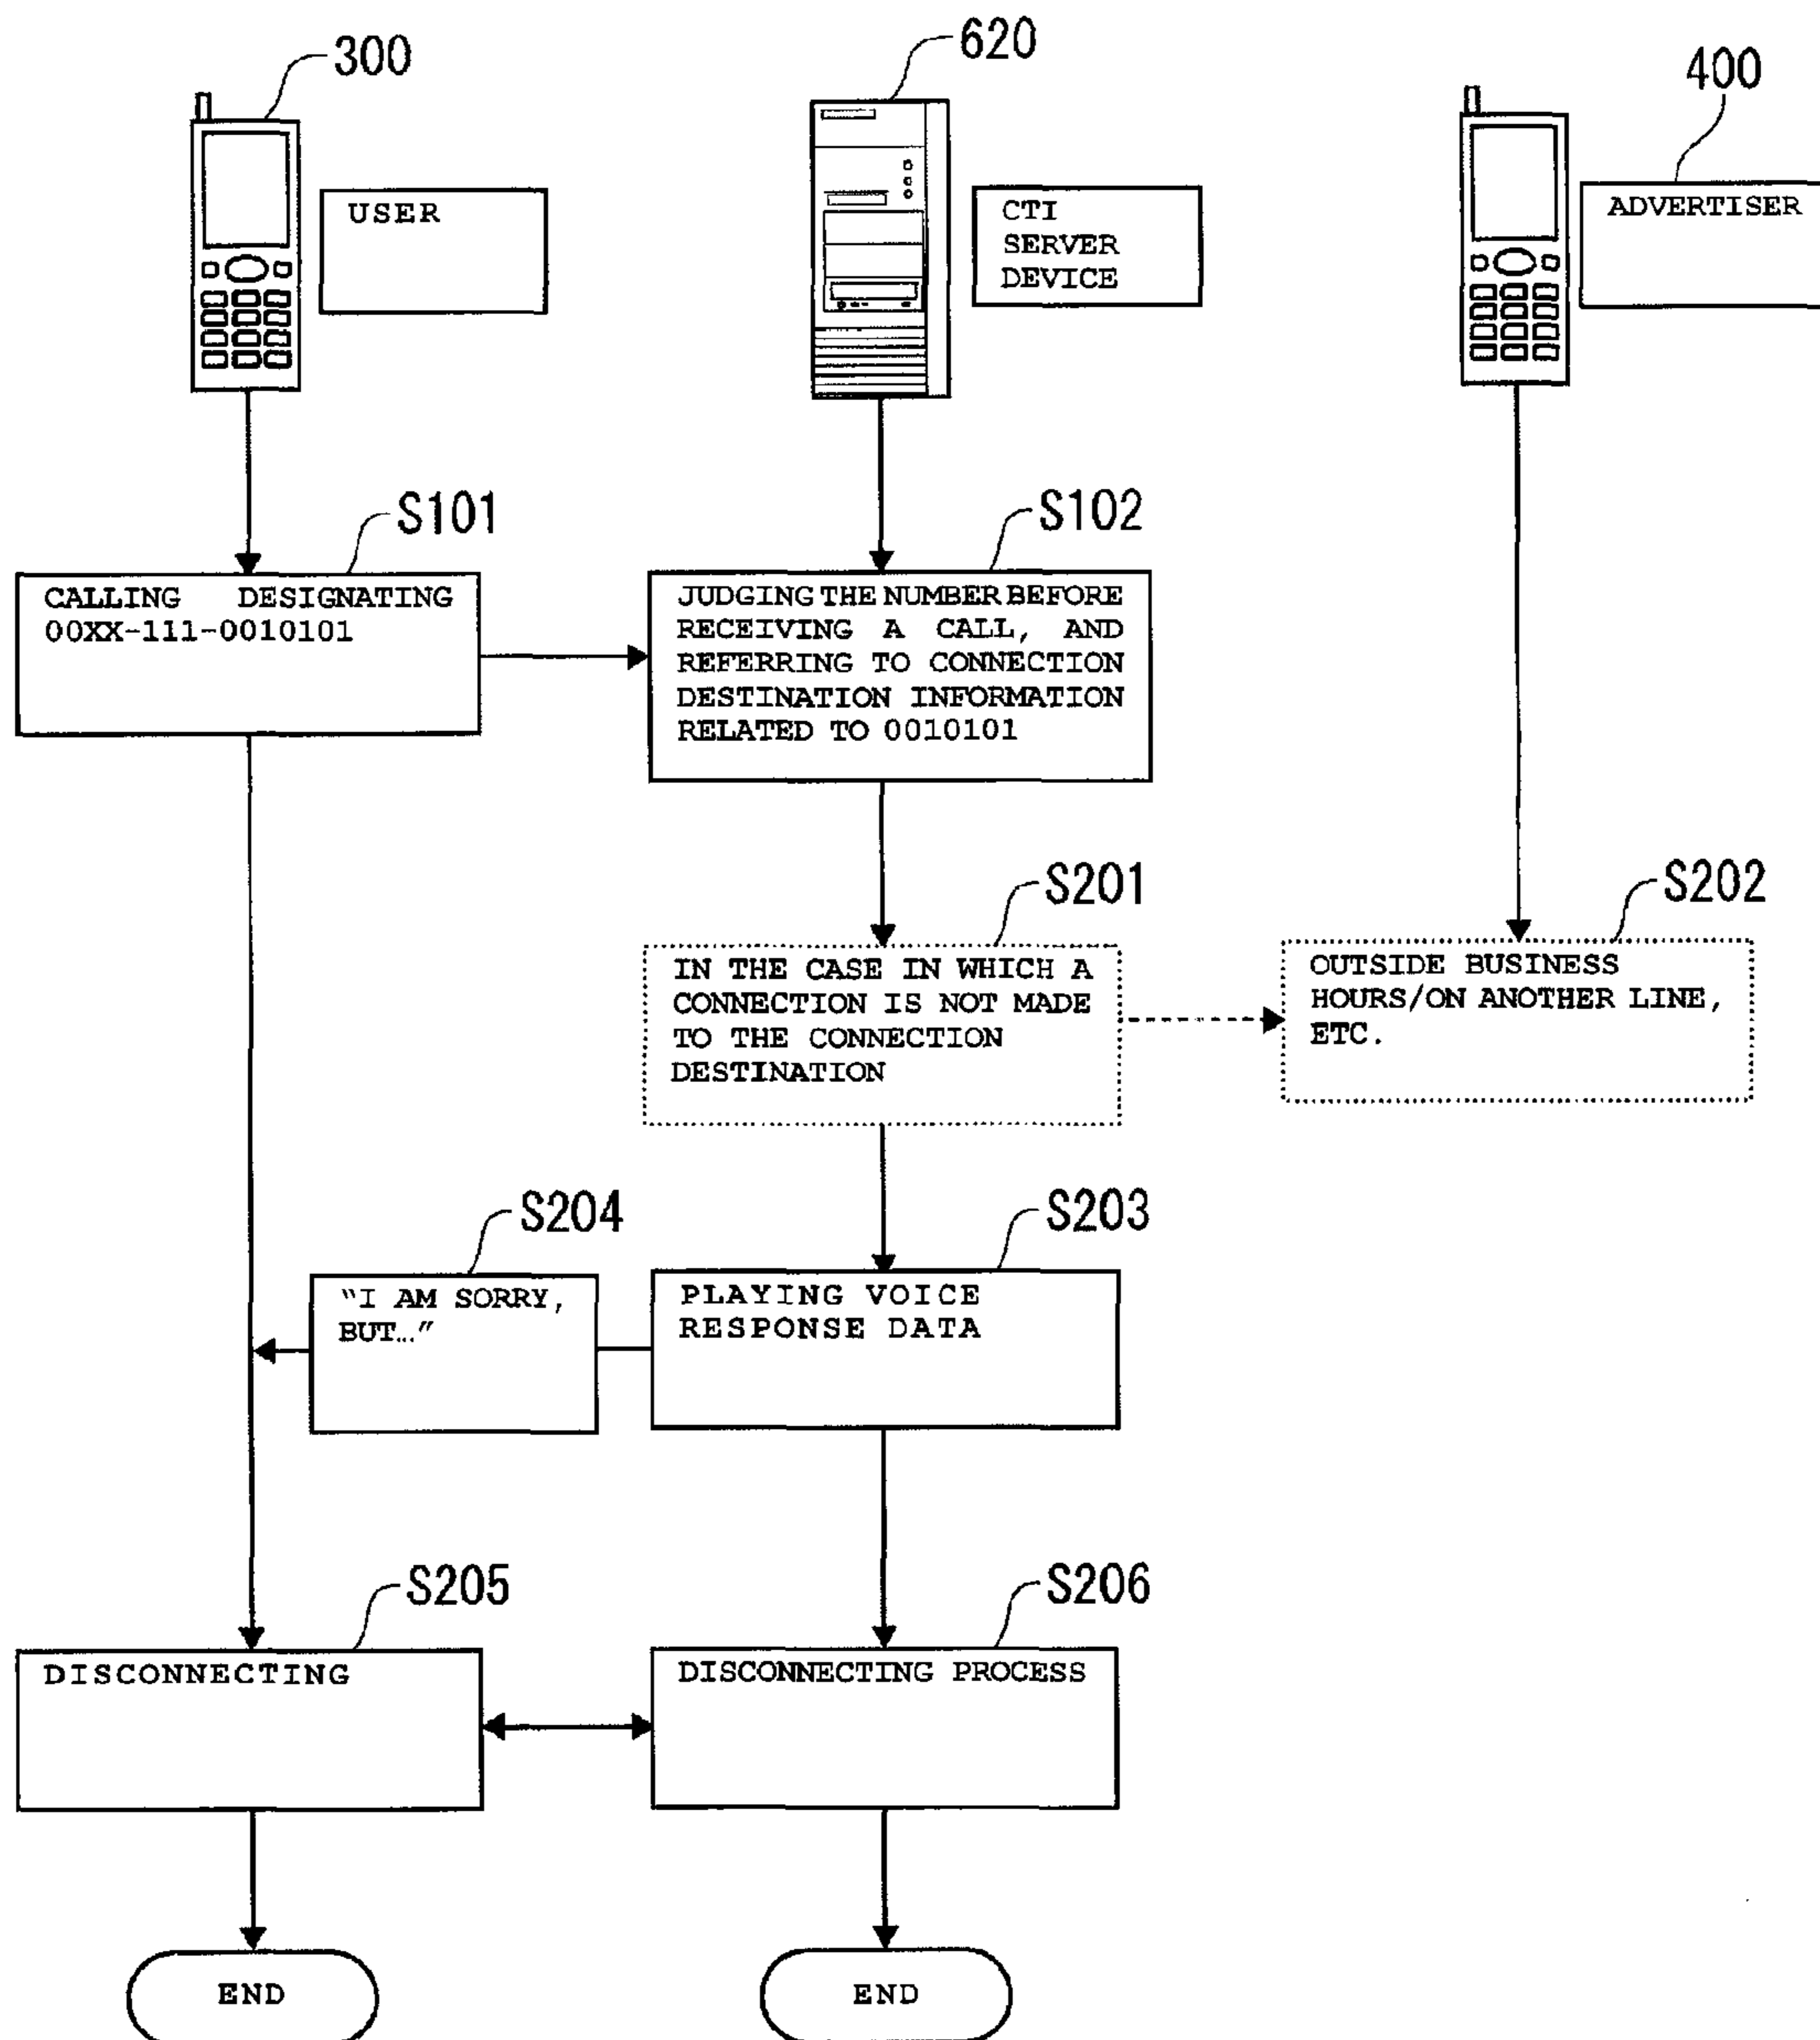 300
620
400
USER
CTI
SERVER
DEVICE
ADVERTISER
S101
S102
CALLING DESIGNATING
00XX-111-0010101
JUDGING THE NUMBER BEFORE
RECEIVING A CALL, AND
REFERRING TO CONNECTION
DESTINATION INFORMATION
RELATED TO 0010101
S201
S202
IN THE CASE IN WHICH A
CONNECTION IS NOT MADE
TO THE CONNECTION
DESTINATION
OUTSIDE BUSINESS
HOURS/ON ANOTHER LINE,
ETC.
S204
S203
"I AM SORRY,
BUT…"
PLAYING VOICE
RESPONSE DATA
S205
S206
DISCONNECTING
DISCONNECTING PROCESS
END
END